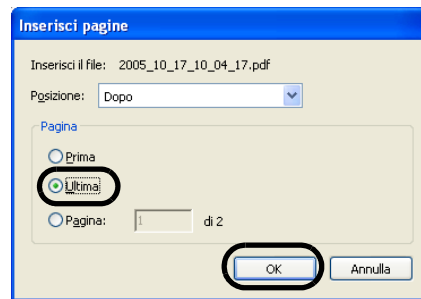 Inserisci pagine
Inserisci il file: 2005_10_17_10_04_17.pdf
Posizione: Dopo
Pagina
Prima
Ultima
Pagina: 1 di 2
OK Annulla